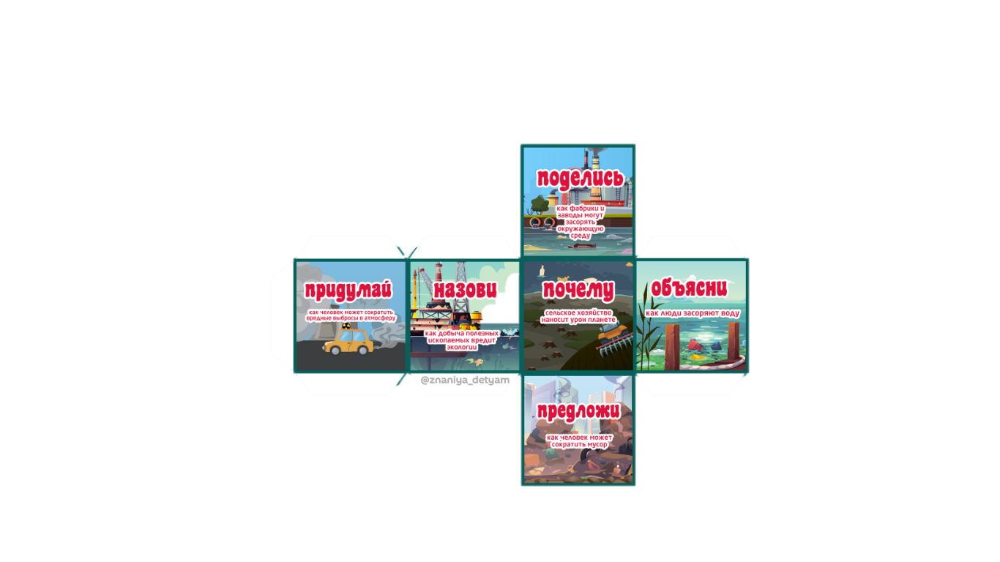 поделись
как фабрики и
заводы могут
засорять
окружающую
среду
придумай
как человек может сократить
вредные выбросы в атмосферу
назови
как добыча полезных
ископаемых вредит
экологии
почему
сельское хозяйство
наносит урон планете
объясни
как люди засоряют воду
@znaniya_detyam
предложи
как человек может
сократить мусор